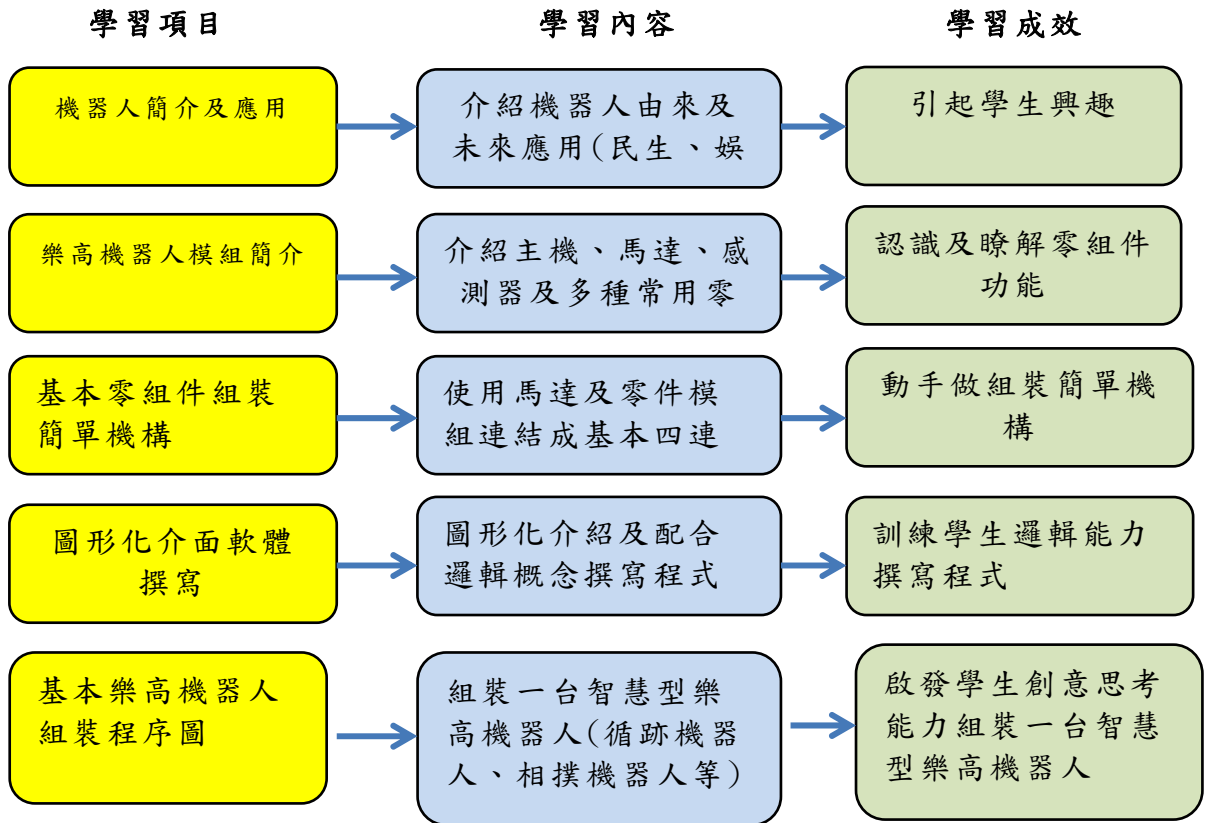 學習項目
學習內容
學習成效
機器人簡介及應用
介紹機器人由來及
未來應用(民生、娛
引起學生興趣
樂高機器人模組簡介
介紹主機、馬達、感
測器及多種常用零
認識及瞭解零組件
功能
基本零組件組裝
簡單機構
使用馬達及零件模
組連結成基本四連
動手做組裝簡單機
構
圖形化介面軟體
撰寫
圖形化介紹及配合
邏輯概念撰寫程式
訓練學生邏輯能力
撰寫程式
基本樂高機器人
組裝程序圖
組裝一台智慧型樂
高機器人(循跡機器
人、相撲機器人等)
啟發學生創意思考
能力組裝一台智慧
型樂高機器人